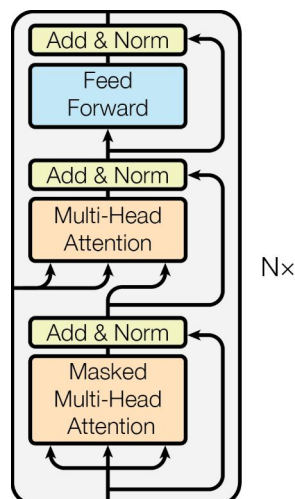 Add & Norm
Feed
Forward
Add & Norm
Multi-Head
Attention
N×
Add & Norm
Masked
Multi-Head
Attention